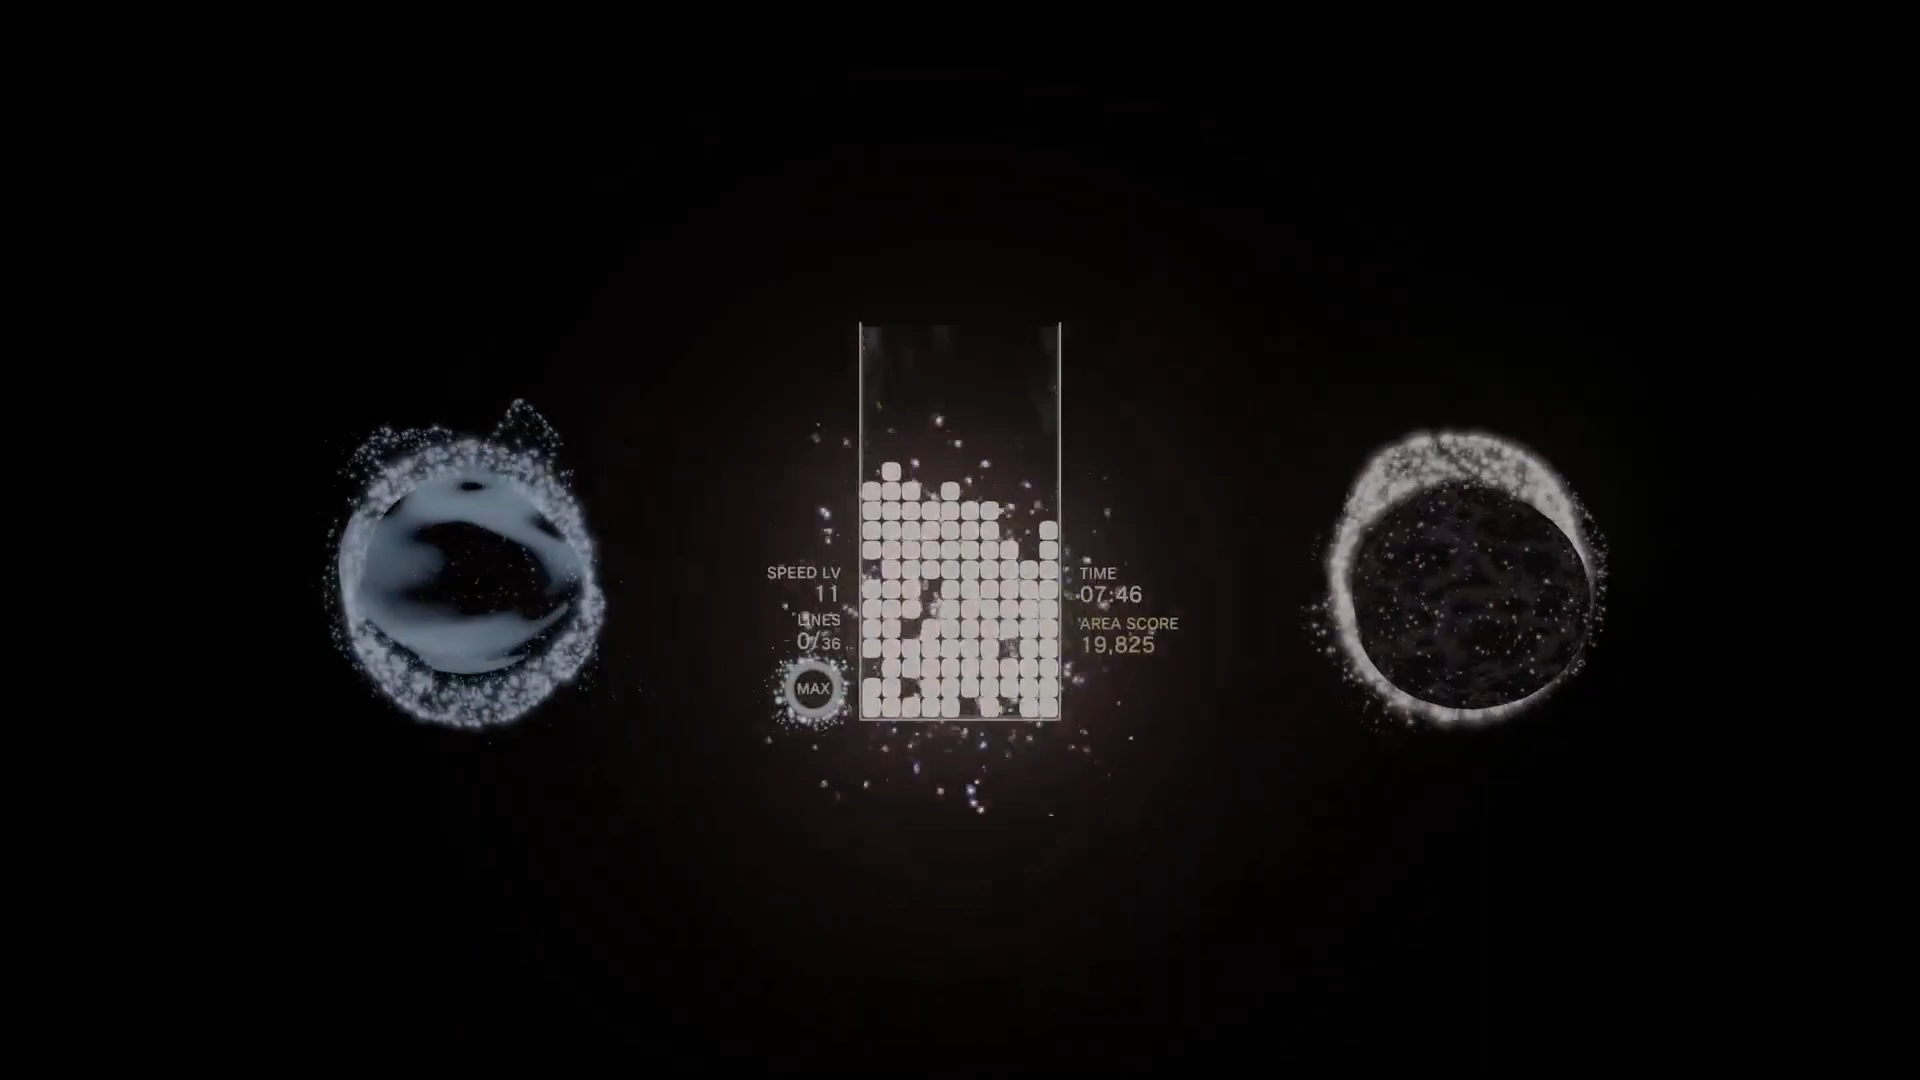 SPEED LV
11
LINES
0/36
MAX
TIME
07:46
AREA SCORE
19,825